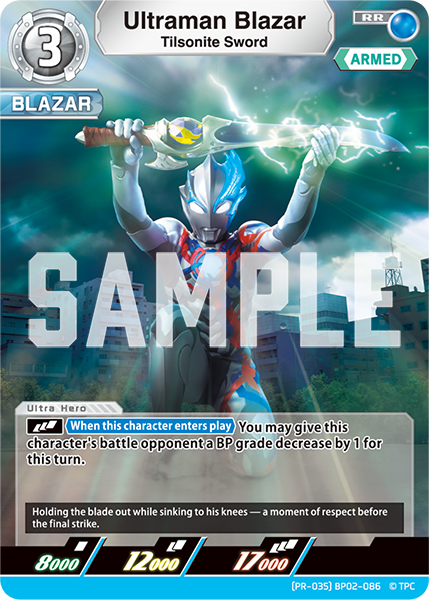 3
Ultraman Blazar
Tilsonite Sword
RR
ARMED
BLAZAR
SAMPLE
Ultra Hero
When this character enters play You may give this
character's battle opponent a BP grade decrease by 1 for
this turn.
Holding the blade out while sinking to his knees — a moment of respect before
the final strike.
8000 12000 17000
[PR-035] BP02-086 © TPC